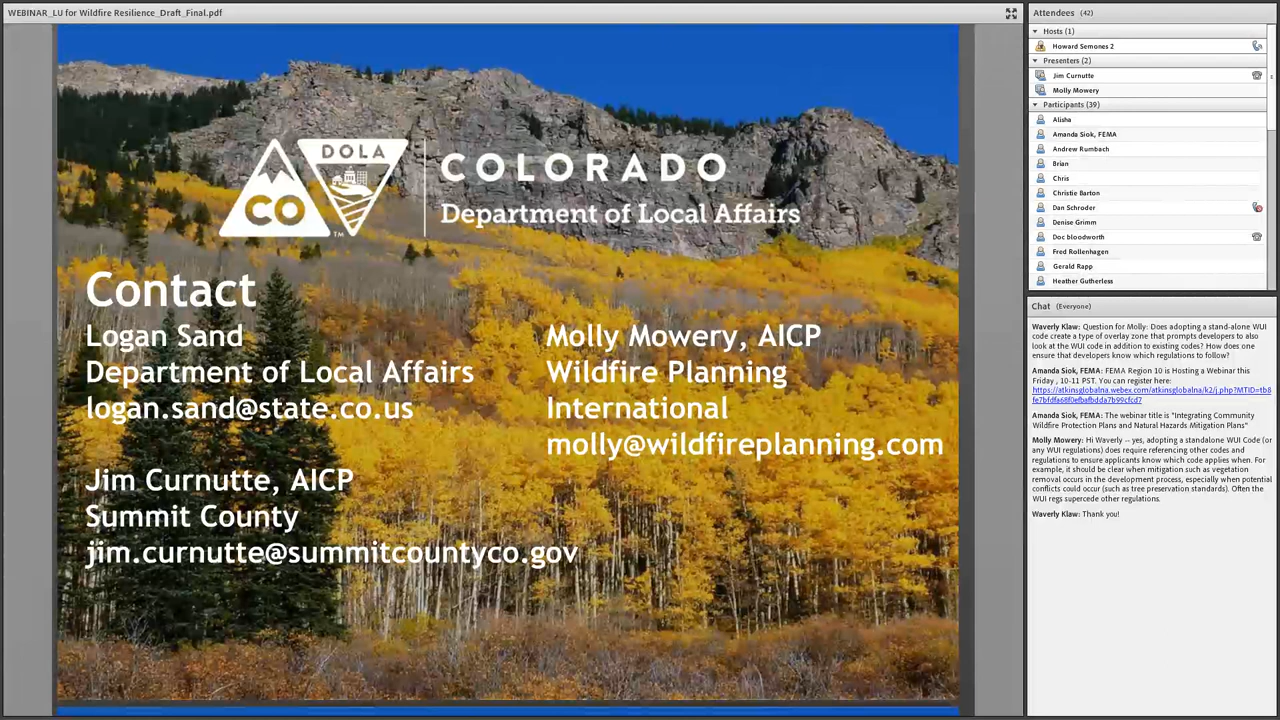 WEBINAR_LU for Wildfire Resilience_Draft_Final.pdf
DOLA
CO
TM
COLORADO
Department of Local Affairs
Contact
Logan Sand
Department of Local Affairs
logan.sand@state.co.us
Jim Curnutte, AICP
Summit County
jim.curnutte@summitcountyco.gov
Molly Mowery, AICP
Wildfire Planning
International
molly@wildfireplanning.com
Attendees (42)
Hosts (1)
Howard Semones 2
Presenters (2)
Jim Curnutte
Molly Mowery
Participants (39)
Alisha
Amanda Siok, FEMA
Andrew Rumbach
Brian
Chris
Christie Barton
Dan Schroder
Denise Grimm
Doc bloodworth
Fred Rollenhagen
Gerald Rapp
Heather Gutherless
Chat (Everyone)
Waverly Klaw: Question for Molly: Does adopting a stand-alone WUI
code create a type of overlay zone that prompts developers to also
look at the WUI code in addition to existing codes? How does one
ensure that developers know which regulations to follow?
Amanda Siok, FEMA: FEMA Region 10 is Hosting a Webinar this
Friday , 10-11 PST. You can register here:
https://atkinsglobalna.webex.com/atkinsglobalna/k2/j.php?MTID=tb8
Amanda Siok, FEMA: The webinar title is "Integrating Community
Wildfire Protection Plans and Natural Hazards Mitigation Plans"
Molly Mowery: Hi Waverly -- yes, adopting a standalone WUI Code (or
any WUI regulations) does require referencing other codes and
regulations to ensure applicants know which code applies when. For
example, it should be clear when mitigation such as vegetation
removal occurs in the development process, especially when potential
conflicts could occur (such as tree preservation standards). Often the
WUI regs supercede other regulations.
Waverly Klaw: Thank you!